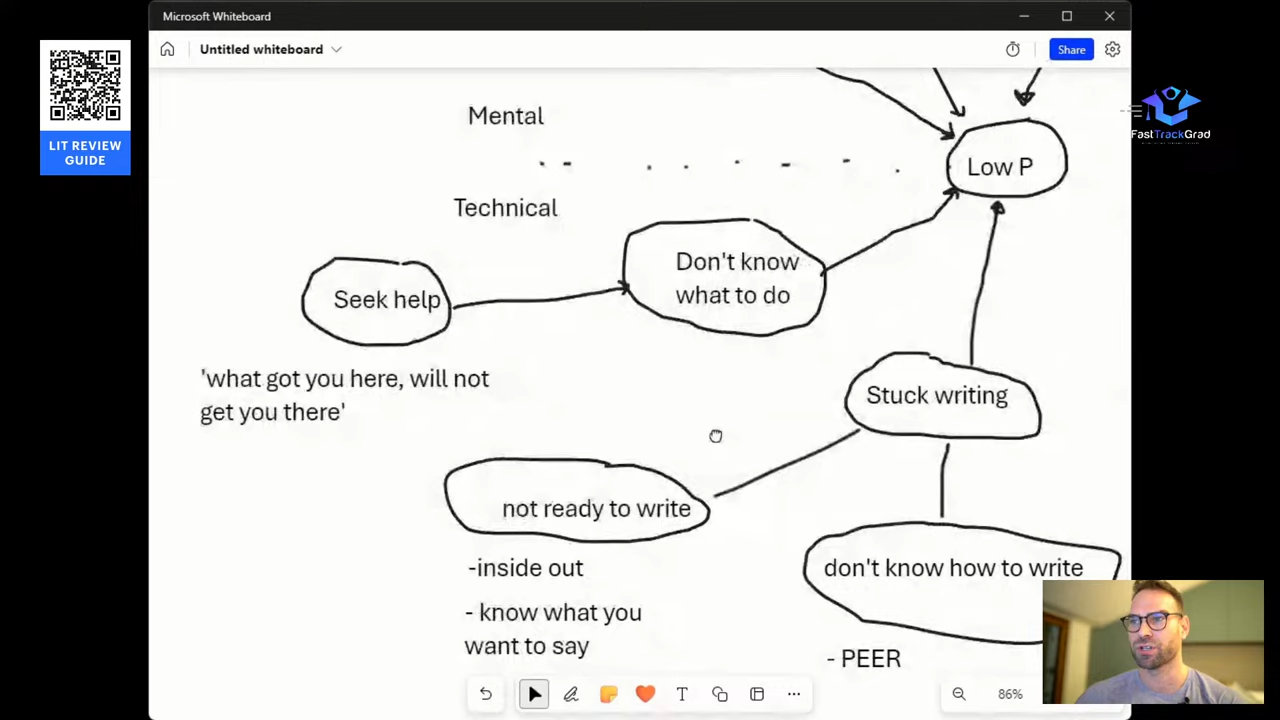 Microsoft Whiteboard
Untitled whiteboard
Share
LIT REVIEW
GUIDE
FastTrackGrad
Mental
Low P
Technical
Don't know
what to do
Seek help
'what got you here, will not
get you there'
Stuck writing
not ready to write
-inside out
- know what you
want to say
don't know how to write
- PEER
86%